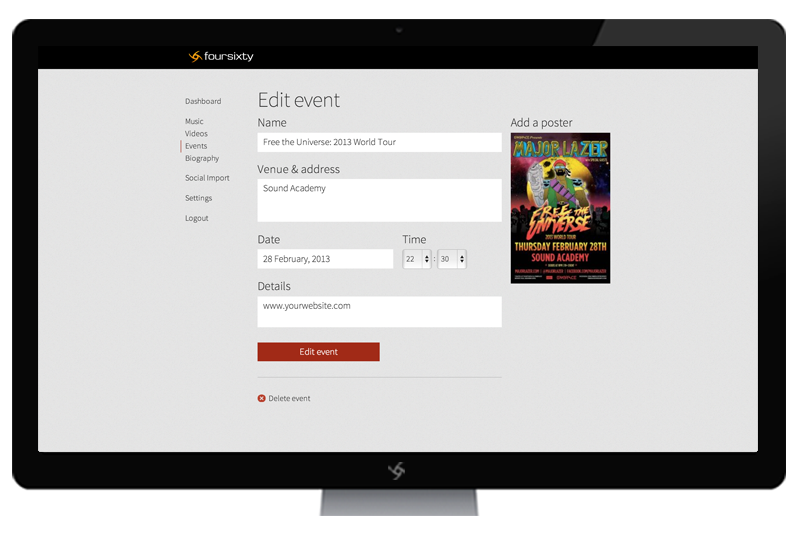 foursixty
Dashboard
Music
Videos
Events
Biography
Social Import
Settings
Logout
Edit event
Name
Free the Universe: 2013 World Tour
Venue & address
Sound Academy
Date
Time
28 February, 2013
22 : 30
Details
www.yourwebsite.com
Edit event
Delete event
Add a poster
MAJOR LAZER
FREE THE
UNIVERSE
2013 WORLD TOUR
THURSDAY FEBRUARY 28TH
SOUND ACADEMY